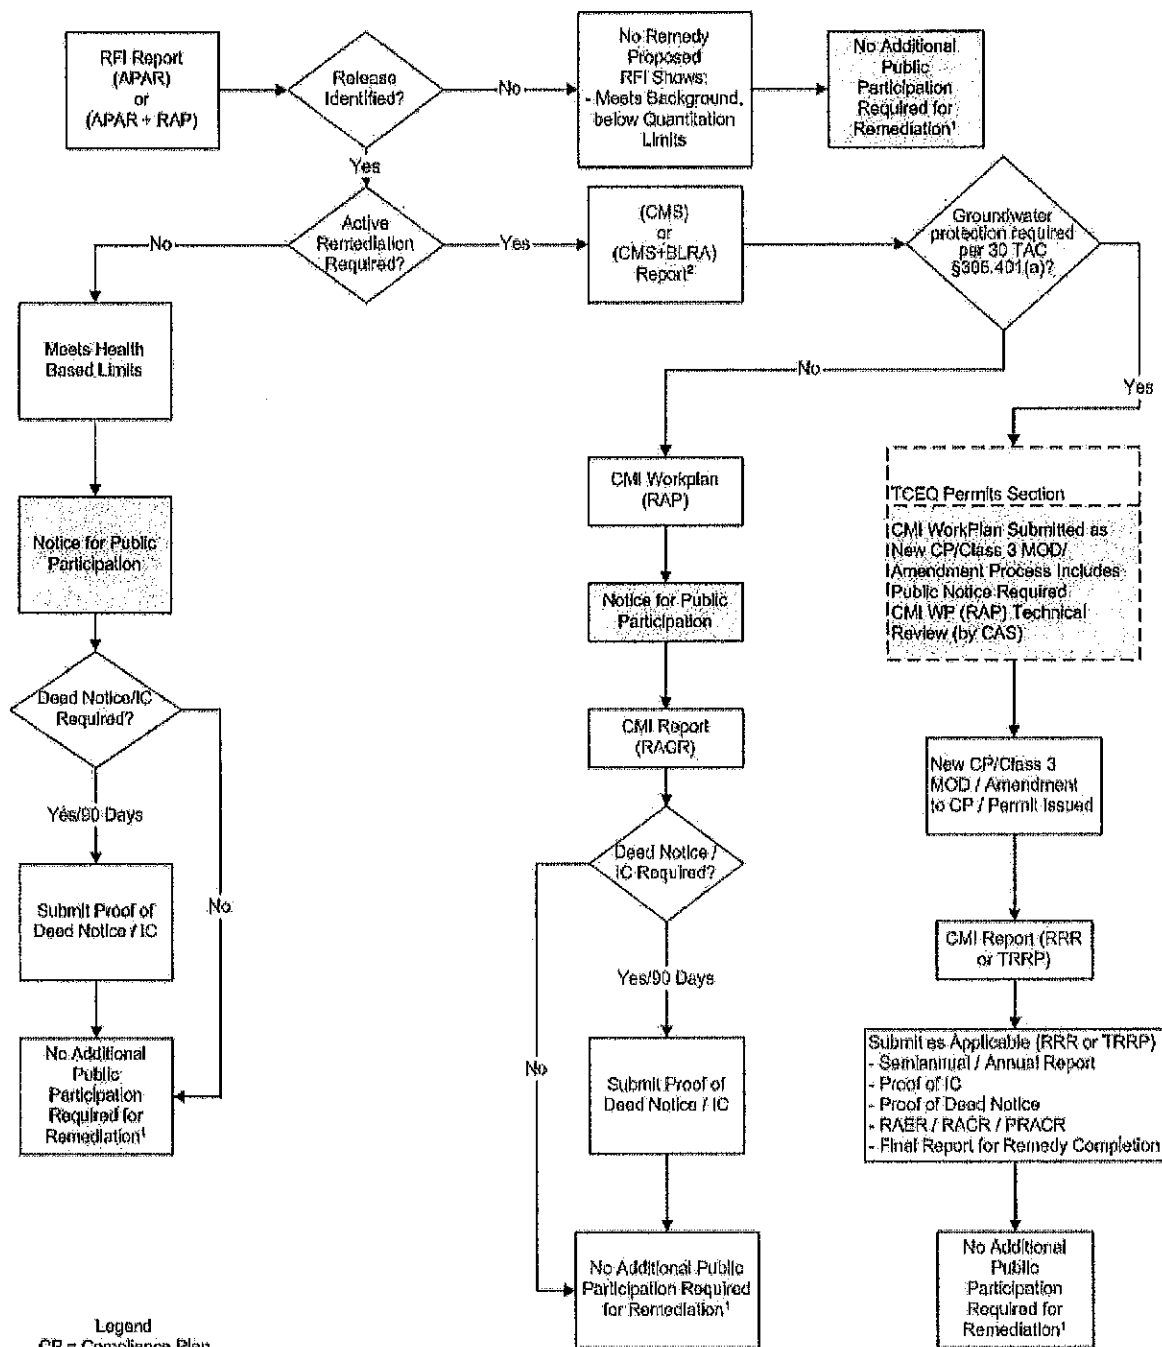 RFI Report
(APAR)
or
(APAR + RAP)
Release
Identified?
No
No Remedy
Proposed
RFI Shows:
- Meets Background,
below Quantitation
Limits
No Additional
Public
Participation
Required for
Remediation¹
Yes
Active
Remediation
Required?
No
Yes
(CMS)
or
(CMS+BLRA)
Report²
Groundwater
protection required
per 30 TAC
§305.401(a)?
No
Yes
Meets Health
Based Limits
Notice for Public
Participation
Deed Notice/IC
Required?
Yes/90 Days
No
Submit Proof of
Deed Notice / IC
No Additional
Public
Participation
Required for
Remediation¹
CMI Workplan
(RAP)
Notice for Public
Participation
CMI Report
(RACR)
Deed Notice /
IC Required?
Yes/90 Days
No
Submit Proof of
Deed Notice / IC
No Additional Public
Participation Required
for Remediation¹
TCEQ Permits Section
CMI WorkPlan Submitted as
New CP/Class 3 MOD/
Amendment Process Includes
Public Notice Required
CMI WP (RAP) Technical
Review (by CAS)
New CP/Class 3
MOD / Amendment
to CP / Permit Issued
CMI Report (RRR
or TRRP)
Submit as Applicable (RRR or TRRP)
- Semiannual / Annual Report
- Proof of IC
- Proof of Deed Notice
- RAER / RACR / PRACR
- Final Report for Remedy Completion
No Additional
Public
Participation
Required for
Remediation¹
Legend
CP = Compliance Plan